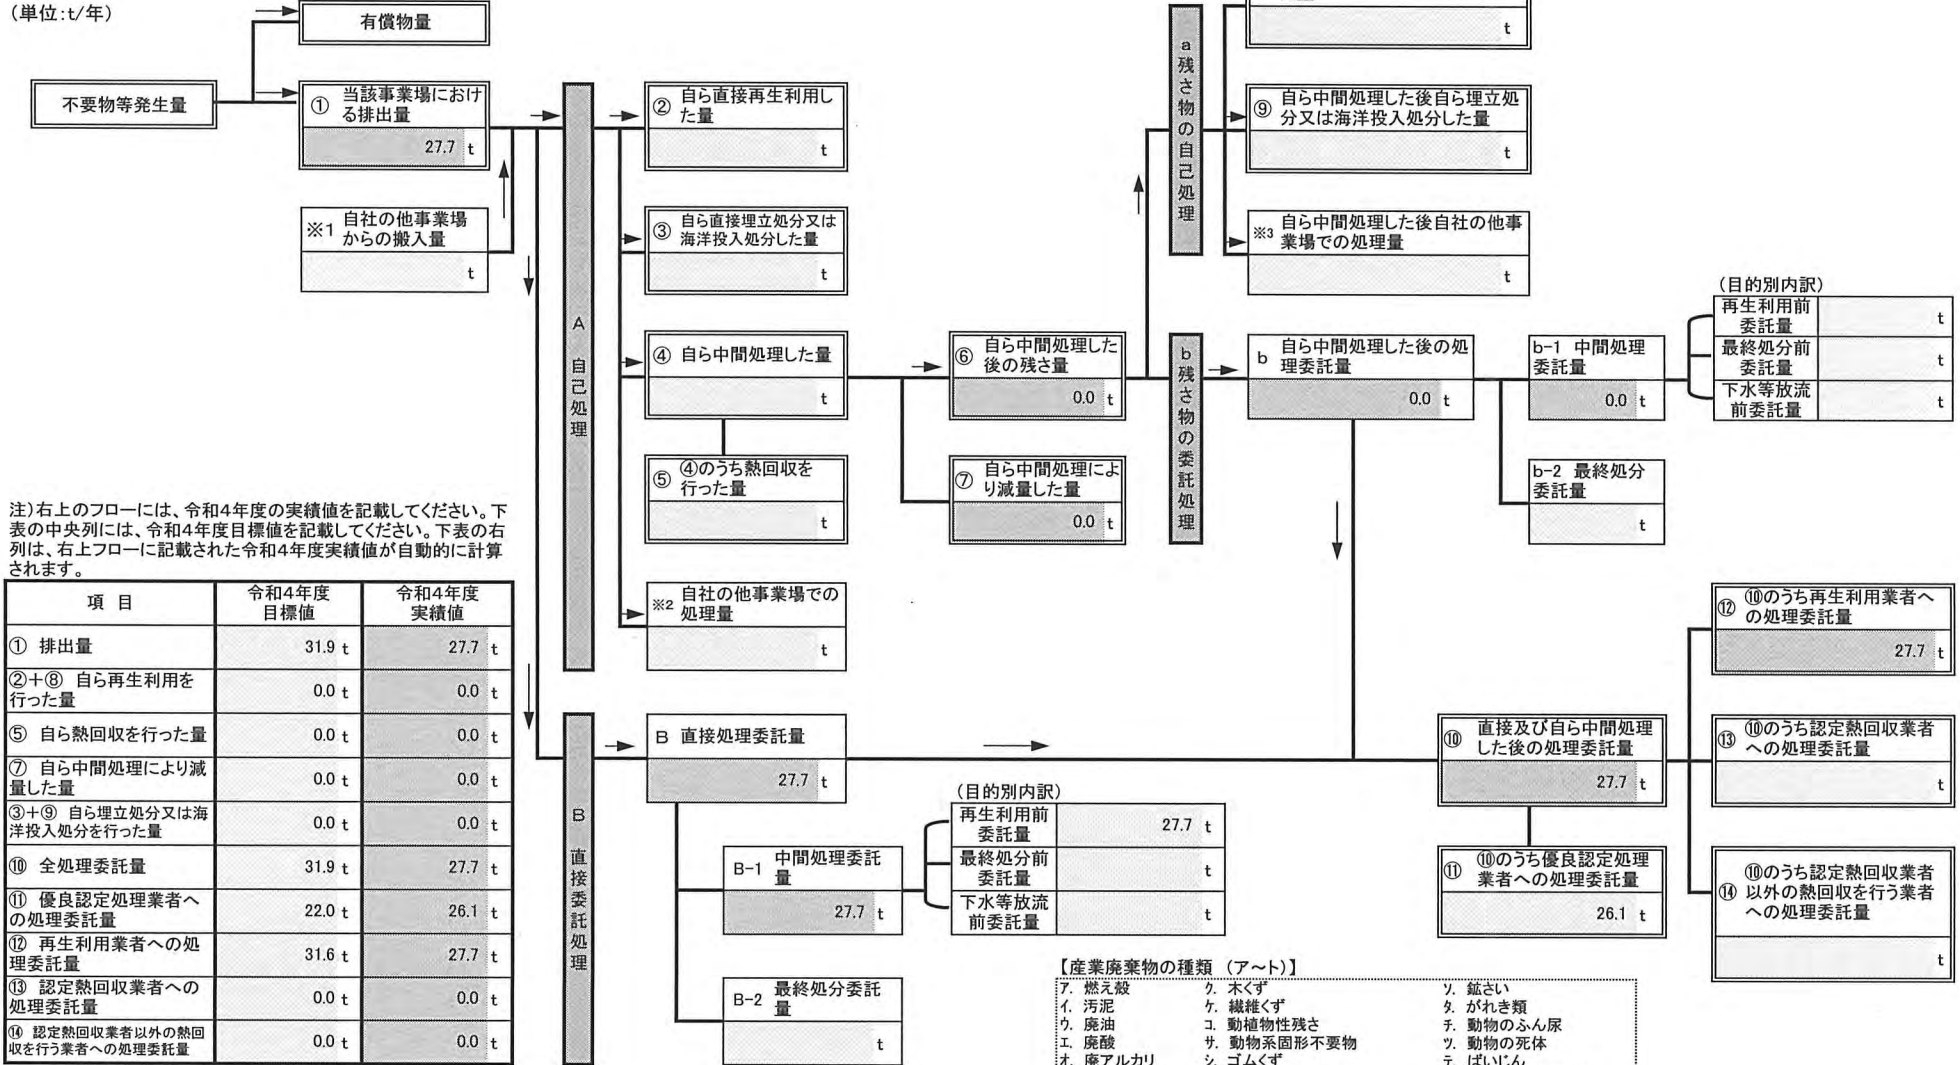 (単位:t/年)
有償物量
不要物等発生量
① 当該事業場におけ
る排出量
27.7 t
※1 自社の他事業場
からの搬入量
t
A 自己処理
② 自ら直接再生利用し
た量
t
③ 自ら直接埋立処分又は
海洋投入処分した量
t
④ 自ら中間処理した量
t
⑤ ④のうち熱回収を
行った量
t
※2 自社の他事業場での
処理量
t
⑥ 自ら中間処理した
後の残さ量
0.0 t
⑦ 自ら中間処理によ
り減量した量
0.0 t
a 残さ物の自己処理
t
⑨ 自ら中間処理した後自ら埋立処
分又は海洋投入処分した量
t
※3 自ら中間処理した後自社の他事
業場での処理量
t
b 残さ物の委託処理
b 自ら中間処理した後の処
理委託量
0.0 t
b-1 中間処理
委託量
0.0 t
(目的別内訳)
再生利用前
委託量
t
最終処分前
委託量
t
下水等放流
前委託量
t
b-2 最終処分
委託量
t
注)右上のフローには、令和4年度の実績値を記載してください。下
表の中央列には、令和4年度目標値を記載してください。下表の右
列は、右上フローに記載された令和4年度実績値が自動的に計算
されます。
項 目 令和4年度
目標値 令和4年度
実績値
① 排出量 31.9 t 27.7 t
②+⑧ 自ら再生利用を
行った量 0.0 t 0.0 t
⑤ 自ら熱回収を行った量 0.0 t 0.0 t
⑦ 自ら中間処理により減
量した量 0.0 t 0.0 t
③+⑨ 自ら埋立処分又は海
洋投入処分を行った量 0.0 t 0.0 t
⑩ 全処理委託量 31.9 t 27.7 t
⑪ 優良認定処理業者へ
の処理委託量 22.0 t 26.1 t
⑫ 再生利用業者への処
理委託量 31.6 t 27.7 t
⑬ 認定熱回収業者への
処理委託量 0.0 t 0.0 t
⑭ 認定熱回収業者以外の熱回
収を行う業者への処理委託量 0.0 t 0.0 t
B 直接委託処理
B 直接処理委託量
27.7 t
B-1 中間処理委託
量
27.7 t
(目的別内訳)
再生利用前
委託量
27.7 t
最終処分前
委託量
t
下水等放流
前委託量
t
B-2 最終処分委託
量
t
⑩ 直接及び自ら中間処理
した後の処理委託量
27.7 t
⑪ ⑩のうち優良認定処理
業者への処理委託量
26.1 t
⑫ ⑩のうち再生利用業者へ
の処理委託量
27.7 t
⑬ ⑩のうち認定熱回収業者
への処理委託量
t
⑭ ⑩のうち認定熱回収業者
以外の熱回収を行う業者
への処理委託量
t
【産業廃棄物の種類 (ア~ト)】
ア. 燃え殻 ク. 木くず ソ. 鉱さい
イ. 汚泥 ケ. 繊維くず タ. がれき類
ウ. 廃油 コ. 動植物性残さ チ. 動物のふん尿
エ. 廃酸 サ. 動物系固形不要物 ツ. 動物の死体
オ. 廃アルカリ シ. ゴムくず テ. ばいじん